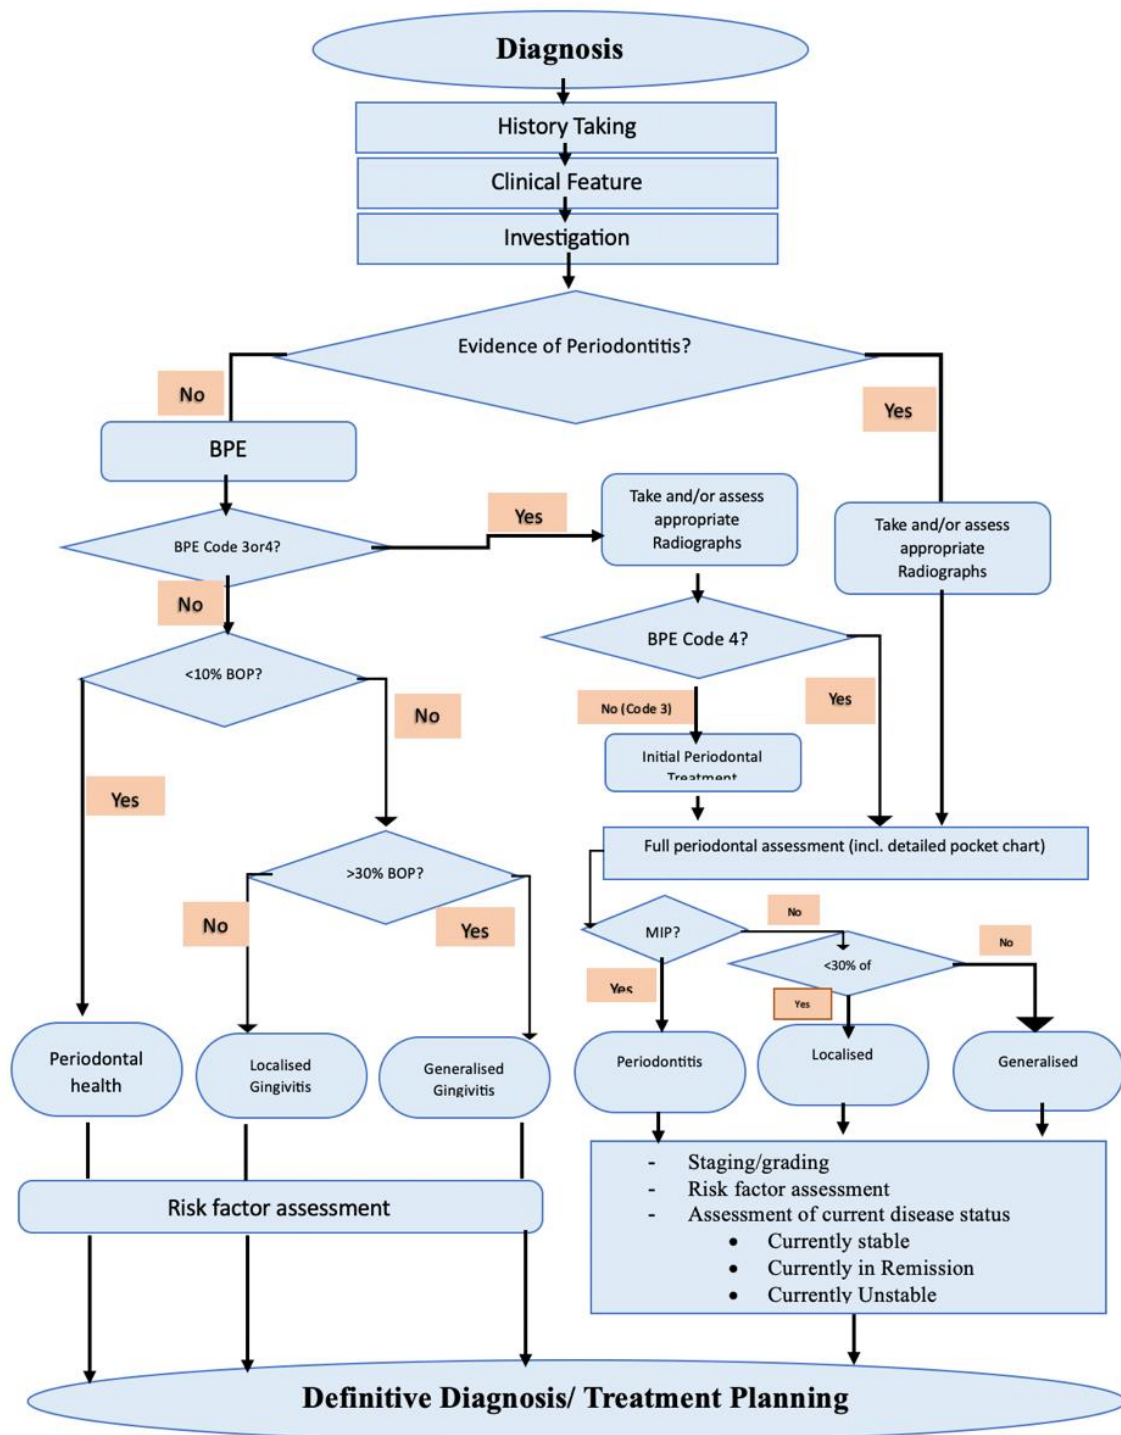 Diagnosis
History Taking
Clinical Feature
Investigation
Evidence of Periodontitis?
No
Yes
BPE
Take and/or assess
appropriate
Radiographs
Yes
Take and/or assess
appropriate
Radiographs
BPE Code 3or4?
No
BPE Code 4?
<10% BOP?
No
No (Code 3)
Yes
Initial Periodontal
Treatment
Yes
Full periodontal assessment (incl. detailed pocket chart)
>30% BOP?
No
Yes
MIP?
No
No
<30% of
Yes
Yes
Periodontal
health
Localised
Gingivitis
Generalised
Gingivitis
Periodontitis
Localised
Generalised
- Staging/grading
- Risk factor assessment
- Assessment of current disease status
• Currently stable
• Currently in Remission
• Currently Unstable
Risk factor assessment
Definitive Diagnosis/ Treatment Planning